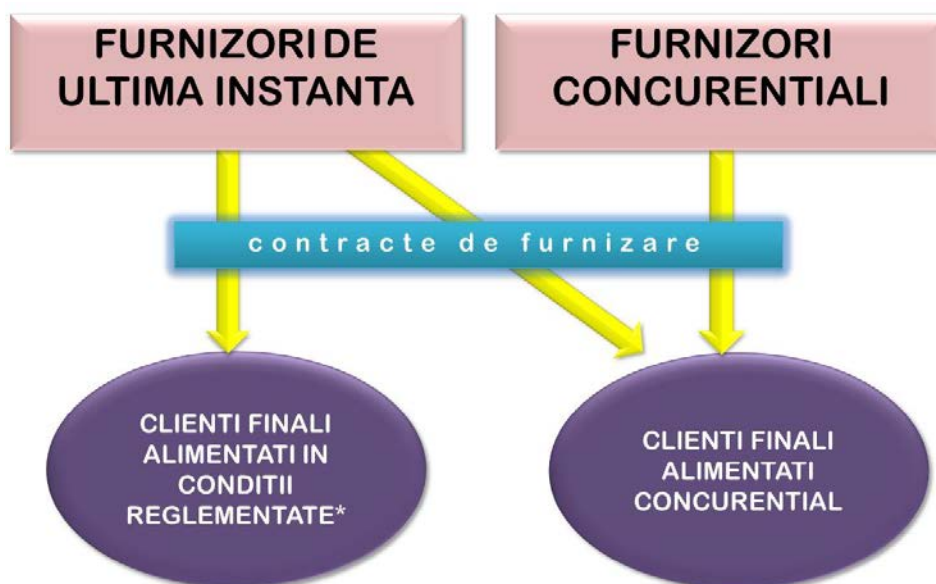 FURNIZORI DE
ULTIMA INSTANTA
FURNIZORI
CONCURENTIALI
contracte de furnizare
CLIENTI FINALI
ALIMENTATI IN
CONDITII
REGLEMENTATE*
CLIENTI FINALI
ALIMENTATI
CONCURENTIAL